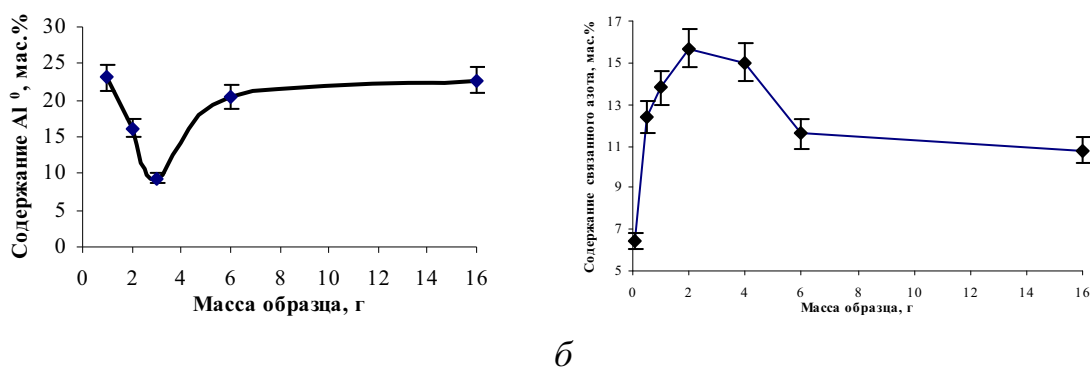 Содержание Al ⁰, мас.%
30
25
20
15
10
5
0
0 2 4 6 8 10 12 14 16
Масса образца, г
Содержание связанного азота, мас.%
17
15
13
11
9
7
5
0 2 4 6 8 10 12 14 16
Масса образца, г
б